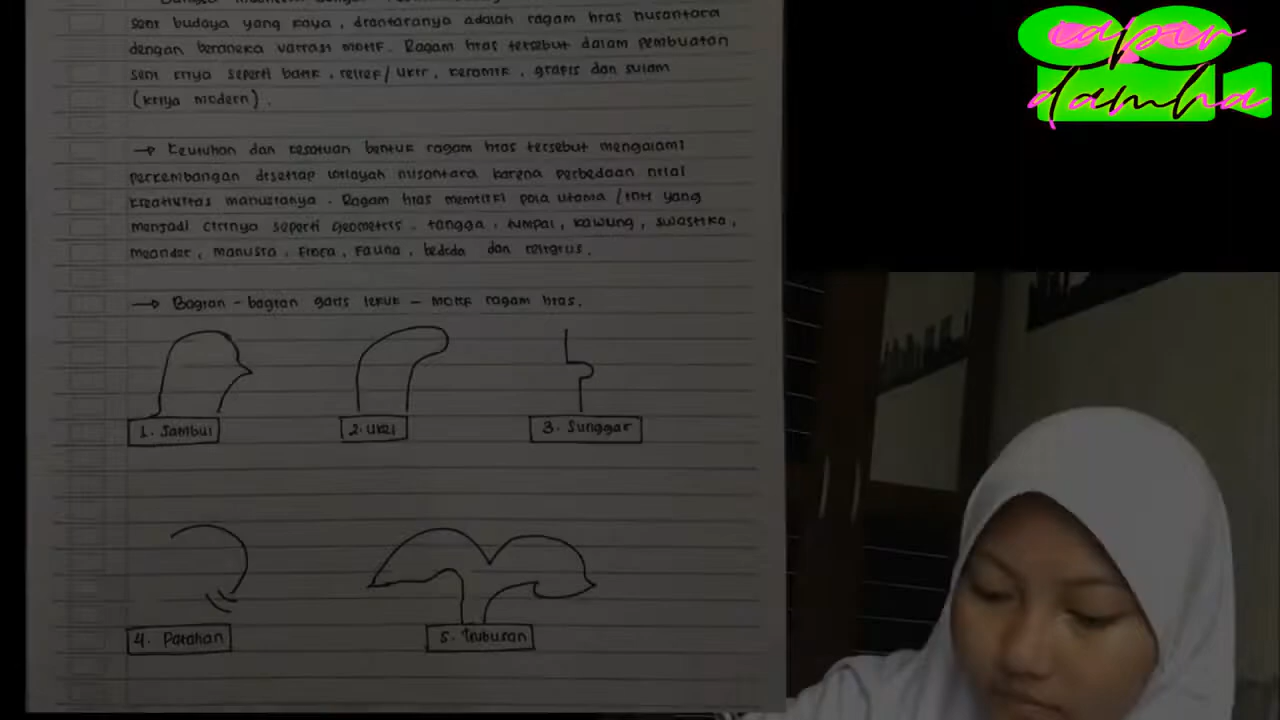 seni budaya yang kaya, diantaranya adalah ragam hias nusantara
dengan beraneka variasi motif. Ragam hias tersebut dalam pembuatan
seni kriya seperti batik, relief/ukir, keramik, grafis dan sulam
(kriya modern).
→ Keutuhan dan kesatuan bentuk ragam hias tersebut mengalami
perkembangan disetiap wilayah nusantara karena perbedaan nilai
kreativitas manusianya. Ragam hias memiliki pola utama /inti yang
menjadi cirinya seperti geometris. tangga, tumpal, kawung, swastika,
meander, manusia, flora, fauna, bededa dan religius.
→ Bagian - bagian garis lekuk - motif ragam hias.
1. Sambul
2. Ukel
3. Sunggar
4. Patahan
5. Trubusan
iapir
damha